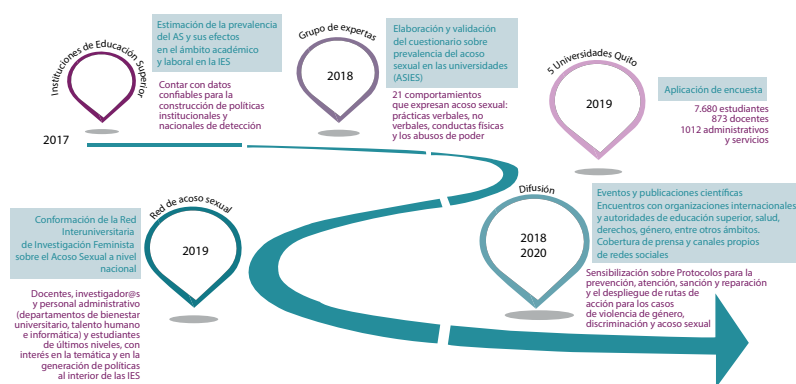 Instituciones de Educación Superior
2017
Estimación de la prevalencia
del AS y sus efectos
en el ámbito académico
y laboral en la IES
Contar con datos
confiables para la
construcción de políticas
institucionales y
nacionales de detección
Grupo de expertas
2018
Elaboración y validación
del cuestionario sobre
prevalencia del acoso
sexual en las universidades
(ASIES)
21 comportamientos
que expresan acoso sexual:
prácticas verbales, no
verbales, conductas físicas
y los abusos de poder
5 Universidades Quito
2019
Aplicación de encuesta
7.680 estudiantes
873 docentes
1012 administrativos
y servicios
Conformación de la Red
Interuniversitaria
de Investigación Feminista
sobre el Acoso Sexual a nivel
nacional
Docentes, investigador@s
y personal administrativo
(departamentos de bienestar
universitario, talento humano
e informática) y estudiantes
de últimos niveles, con
interés en la temática y en la
generación de políticas
al interior de las IES
Red de acoso sexual
2019
Difusión
2018
2020
Eventos y publicaciones científicas
Encuentros con organizaciones internacionales
y autoridades de educación superior, salud,
derechos, género, entre otros ámbitos.
Cobertura de prensa y canales propios
de redes sociales
Sensibilización sobre Protocolos para la
prevención, atención, sanción y reparación
y el despliegue de rutas de
acción para los casos
de violencia de género,
discriminación y acoso sexual